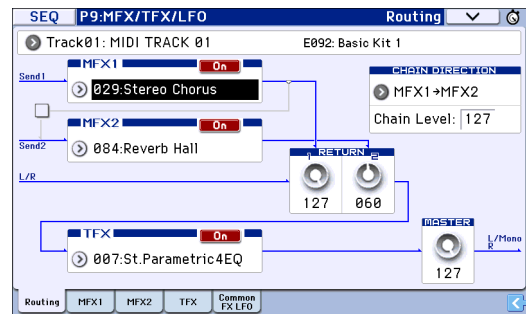 SEQ P9:MFX/TFX/LFO Routing
Track01: MIDI TRACK 01 E092: Basic Kit 1
Send1
MFX1 On
029:Stereo Chorus
CHAIN DIRECTION
MFX1→MFX2
Chain Level: 127
Send2
MFX2 On
084:Reverb Hall
L/R
1 RETURN 2
127 060
TFX On
007:St.Parametric4EQ
MASTER
127
L/Mono
R
Routing MFX1 MFX2 TFX Common
FX LFO